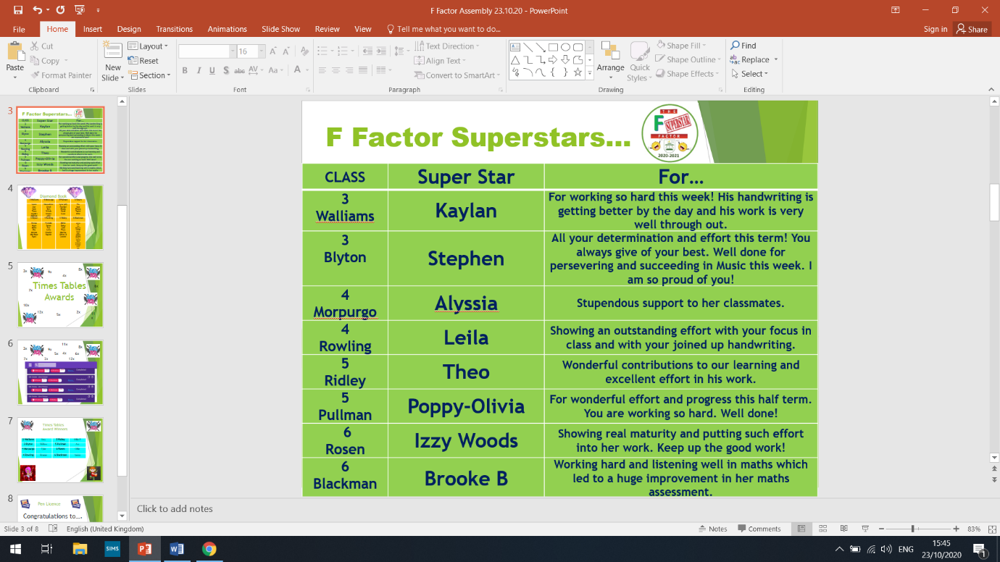 F Factor Assembly 23.10.20 - PowerPoint
File Home Insert Design Transitions Animations Slide Show Review View Tell me what you want to do... Sign in Share
Paste
Cut
Copy
Format Painter
Clipboard
New
Slide
Layout
Reset
Section
Slides
16
Font
Text Direction
Align Text
Convert to SmartArt
Paragraph
Arrange
Quick
Styles
Shape Fill
Shape Outline
Shape Effects
Drawing
Find
Replace
Select
Editing
3
F Factor Superstars...
4
Diamond Book
5
Times Tables
Awards
6
7
Times Tables
Award Winners
8
Pen Licence
Congratulations to....
F Factor Superstars...
THE
F SUPERSTAR
FACTOR
2020-2021
CLASS Super Star For...
3
Walliams
Kaylan
For working so hard this week! His handwriting is
getting better by the day and his work is very
well through out.
3
Blyton
Stephen
All your determination and effort this term! You
always give of your best. Well done for
persevering and succeeding in Music this week. I
am so proud of you!
4
Morpurgo
Alyssia
Stupendous support to her classmates.
4
Rowling
Leila
Showing an outstanding effort with your focus in
class and with your joined up handwriting.
5
Ridley
Theo
Wonderful contributions to our learning and
excellent effort in his work.
5
Pullman
Poppy-Olivia
For wonderful effort and progress this half term.
You are working so hard. Well done!
6
Rosen
Izzy Woods
Showing real maturity and putting such effort
into her work. Keep up the good work!
6
Blackman
Brooke B
Working hard and listening well in maths which
led to a huge improvement in her maths
assessment.
Click to add notes
Slide 3 of 8 English (United Kingdom) Notes Comments 83%
SIMS
ENG
15:45
23/10/2020
1